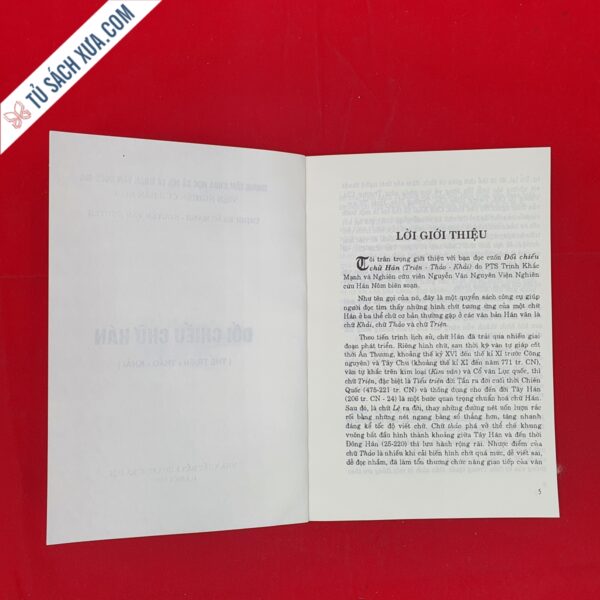 TỦ SÁCH XƯA.COM
ĐỐI CHIẾU CHỮ HÁN
LỜI GIỚI THIỆU
Tôi trân trọng giới thiệu với bạn đọc cuốn Đối chiếu
chữ Hán (Triện - Thảo - Khải) do PTS Trịnh Khắc
Mạnh và Nghiên cứu viên Nguyễn Văn Nguyên Viện Nghiên
cứu Hán Nôm biên soạn.
Như tên gọi của nó, đây là một quyển sách công cụ giúp
người đọc tìm thấy những hình chữ tương ứng của một chữ
Hán ở ba thể chữ cơ bản thường gặp ở các văn bản Hán văn là
chữ Khải, chữ Thảo và chữ Triện.
Theo tiến trình lịch sử, chữ Hán đã trải qua nhiều giai
đoạn phát triển. Riêng hình chữ, sau thời kỳ văn tự giáp cốt
thời Ân Thương, khoảng thế kỷ XVI đến thế kỉ XI trước Công
nguyên) và Tây Chu (khoảng thế kỉ XI đến năm 771 tr. CN),
văn tự khắc trên kim loại (Kim văn) và Cổ văn Lục quốc, thì
chữ Triện, đặc biệt là Tiểu triện đời Tần ra đời cuối thời Chiến
Quốc (475-221 tr. CN) và thông dụng cho đến đời Tây Hán
(206 tr. CN - 24) là một bước quan trọng chuẩn hoá chữ Hán.
Sau đó, là chữ Lệ ra đời, thay những đường nét uốn lượn rắc
rối bằng những nét ngang bằng sổ thẳng hơn, tăng nhanh
đáng kể tốc độ viết chữ. Chữ thảo phá vỡ thể chữ khung
vuông bắt đầu hình thành khoảng giữa Tây Hán và đến thời
Đông Hán (25-220) thì lưu hành rộng rãi. Nhược điểm của
chữ Thảo là nhiều khi cải biến hình chữ quá mức, dễ viết sai,
dễ đọc nhầm, đã làm tổn thương chức năng giao tiếp của văn
5